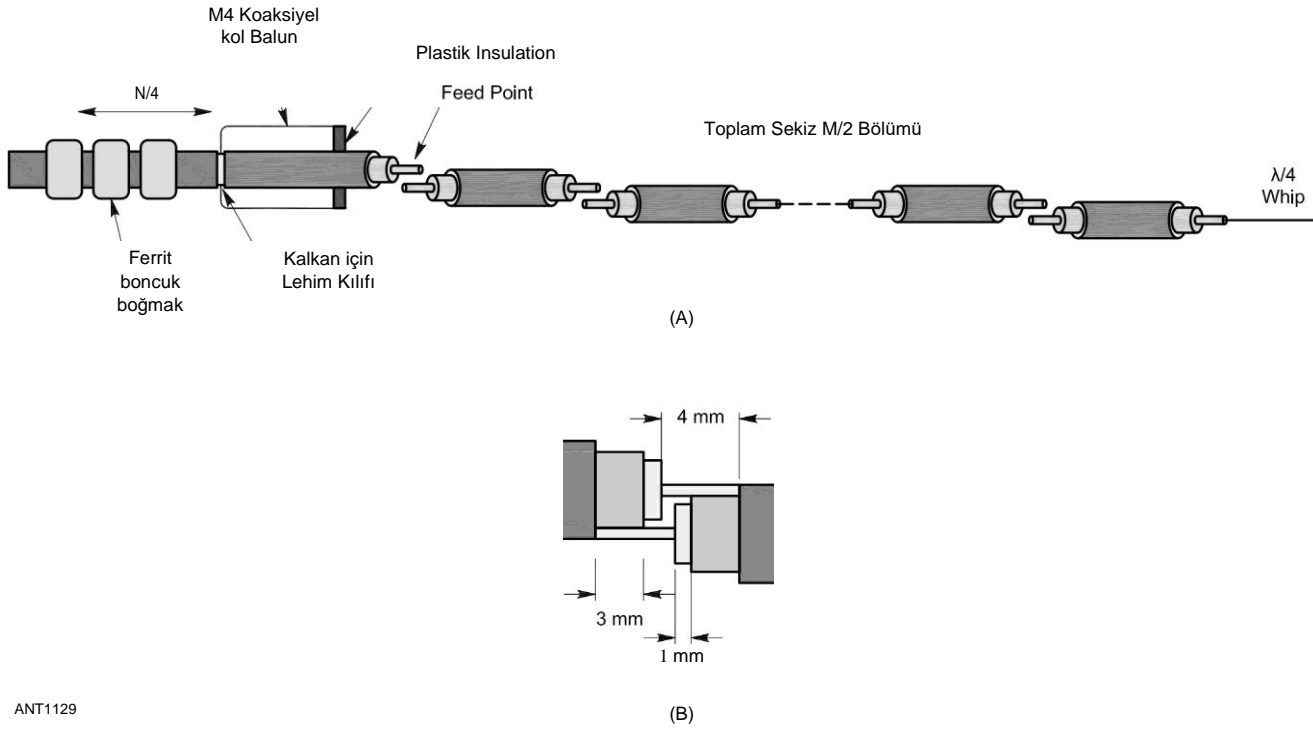 M4 Koaksiyel
kol Balun
Plastik Insulation
Feed Point
N/4
Toplam Sekiz M/2 Bölümü
λ/4
Whip
Ferrit
boncuk
boğmak
Kalkan için
Lehim Kılıfı
(A)
4 mm
3 mm
1 mm
ANT1129
(B)